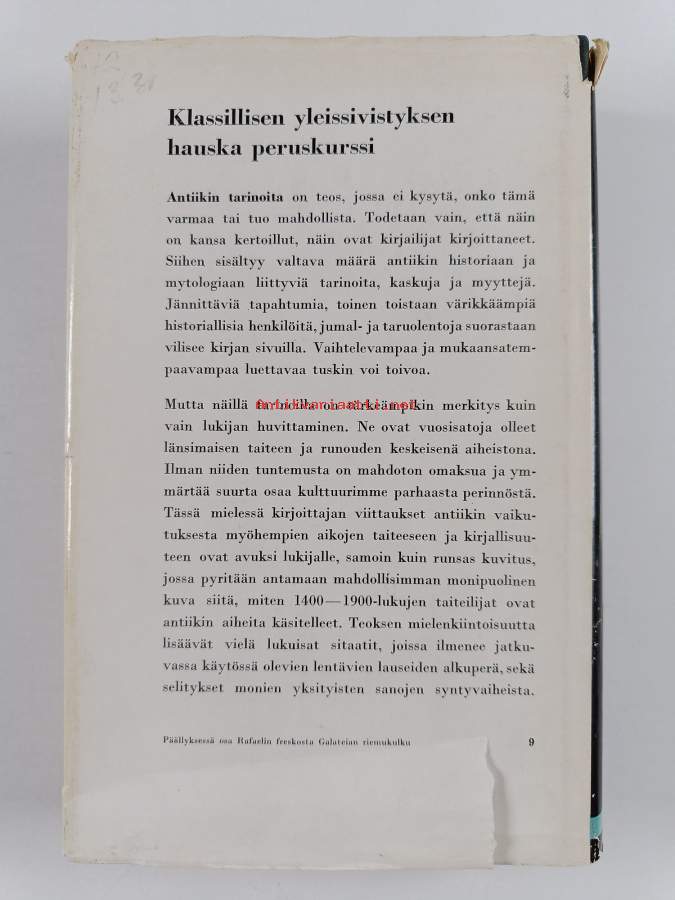 Klassillisen yleissivistyksen
hauska peruskurssi
Antiikin tarinoita on teos, jossa ei kysytä, onko tämä
varmaa tai tuo mahdollista. Todetaan vain, että näin
on kansa kertoillut, näin ovat kirjailijat kirjoittaneet.
Siihen sisältyy valtava määrä antiikin historiaan ja
mytologiaan liittyviä tarinoita, kaskuja ja myyttejä.
Jännittäviä tapahtumia, toinen toistaan värikkäämpiä
historiallisia henkilöitä, jumal- ja taruolentoja suorastaan
vilisee kirjan sivuilla. Vaihtelevampaa ja mukaansatem-
paavampaa luettavaa tuskin voi toivoa.
Mutta näillä tarinoilla on tärkeämpikin merkitys kuin
vain lukijan huvittaminen. Ne ovat vuosisatoja olleet
länsimaisen taiteen ja runouden keskeisenä aiheistona.
Ilman niiden tuntemusta on mahdoton omaksua ja ym-
märtää suurta osaa kulttuurimme parhaasta perinnöstä.
Tässä mielessä kirjoittajan viittaukset antiikin vaiku-
tuksesta myöhempien aikojen taiteeseen ja kirjallisuu-
teen ovat avuksi lukijalle, samoin kuin runsas kuvitus,
jossa pyritään antamaan mahdollisimman monipuolinen
kuva siitä, miten 1400—1900-lukujen taiteilijat ovat
antiikin aiheita käsitelleet. Teoksen mielenkiintoisuutta
lisäävät vielä lukuisat sitaatit, joissa ilmenee jatku-
vassa käytössä olevien lentävien lauseiden alkuperä, sekä
selitykset monien yksityisten sanojen syntyvaiheista.
Päällyksessä osa Rafaelin freskosta Galateian riemukulku 9